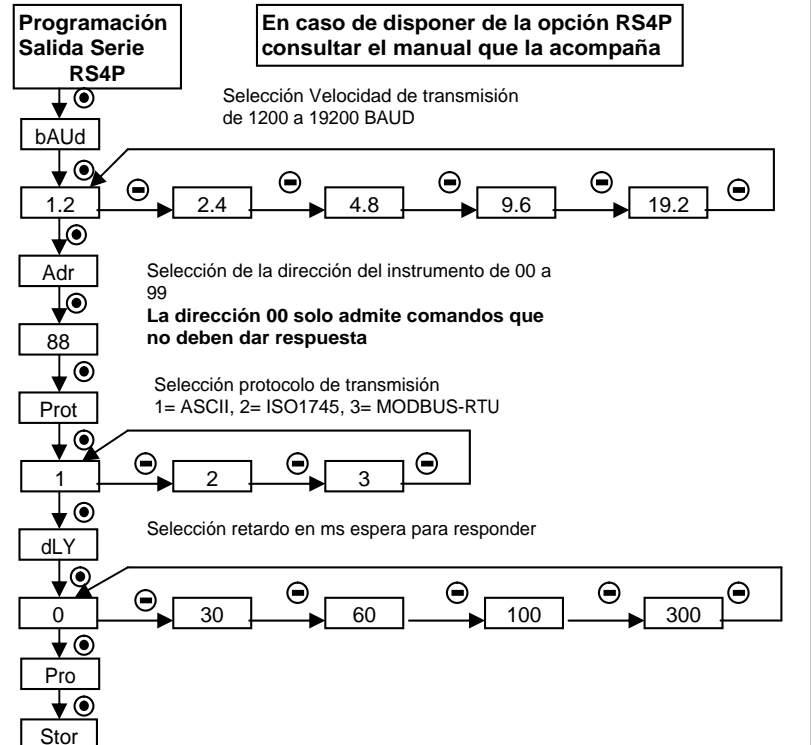 Programación
Salida Serie
RS4P
En caso de disponer de la opción RS4P
consultar el manual que la acompaña
Selección Velocidad de transmisión
de 1200 a 19200 BAUD
bAUd
1.2
2.4
4.8
9.6
19.2
Adr
Selección de la dirección del instrumento de 00 a
99
La dirección 00 solo admite comandos que
no deben dar respuesta
88
Prot
Selección protocolo de transmisión
1= ASCII, 2= ISO1745, 3= MODBUS-RTU
1
2
3
dLY
Selección retardo en ms espera para responder
0
30
60
100
300
Pro
Stor